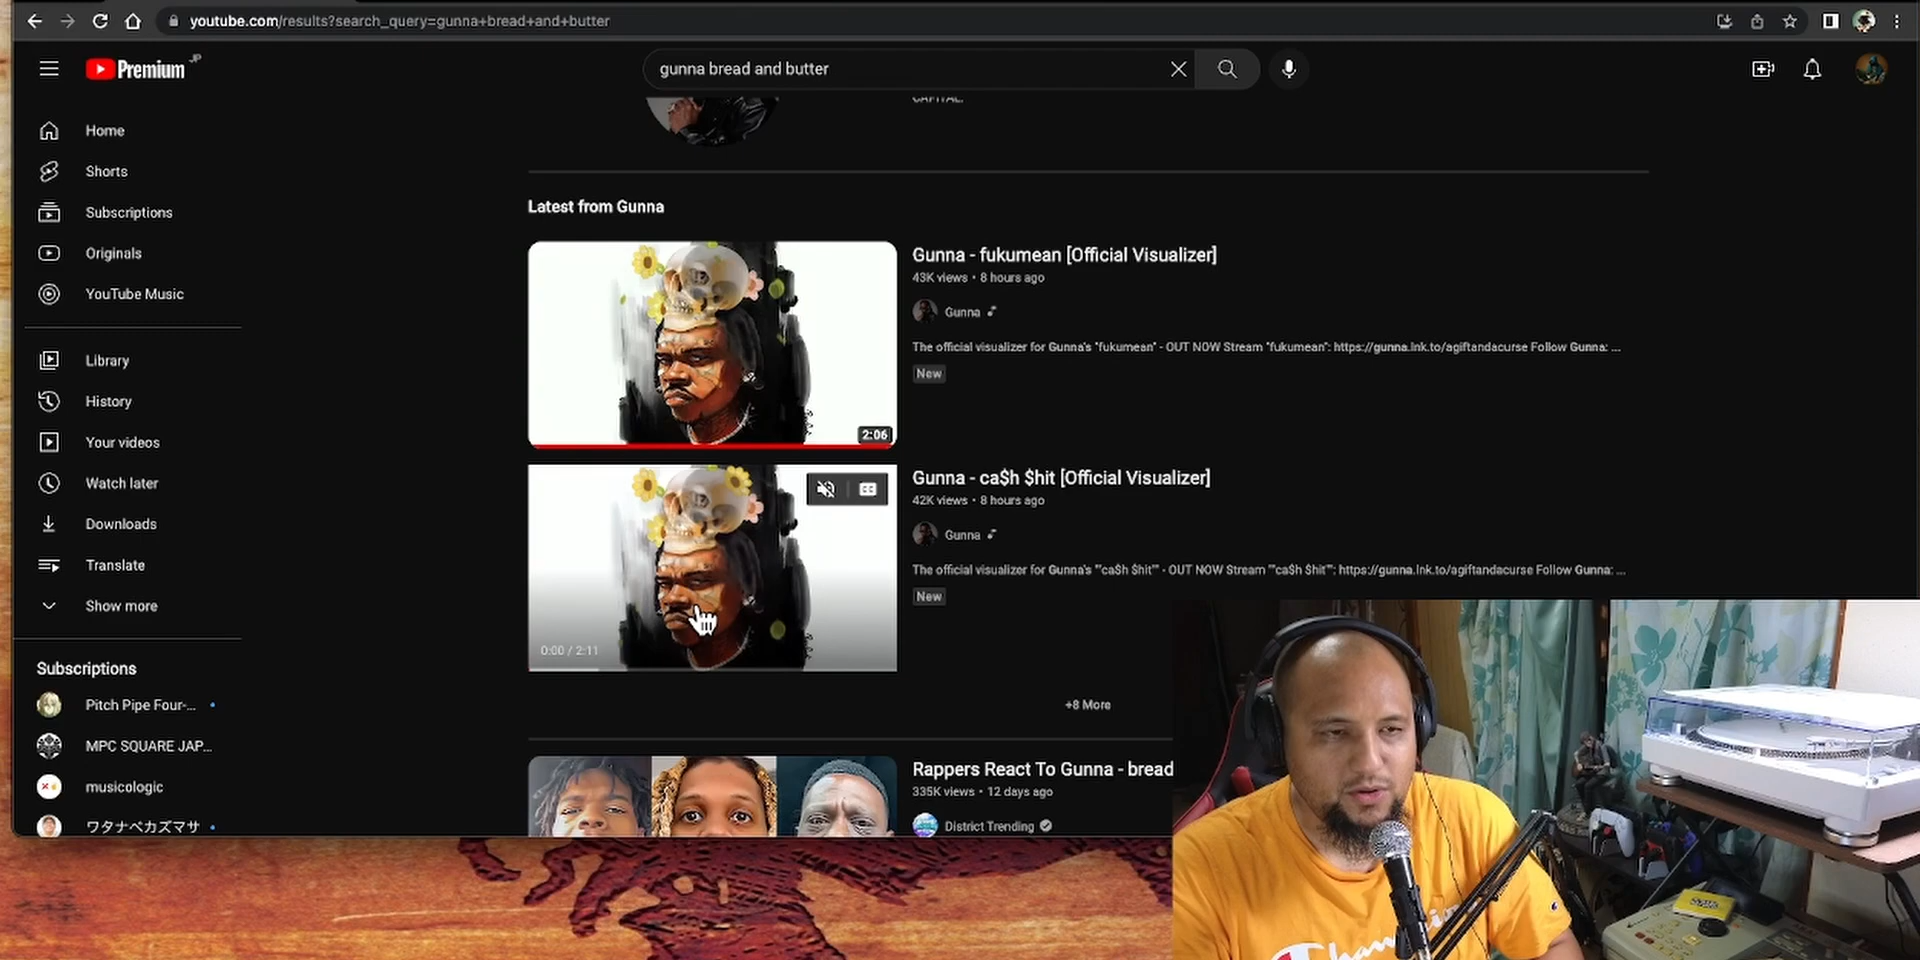 youtube.com/results?search_query=gunna+bread+and+butter
Premium JP
gunna bread and butter
CAPITAL.
Home
Shorts
Subscriptions
Originals
YouTube Music
Library
History
Your videos
Watch later
Downloads
Translate
Show more
Subscriptions
Pitch Pipe Four-...
MPC SQUARE JAP...
musicologic
ワタナベカズマサ
Latest from Gunna
Gunna - fukumean [Official Visualizer]
43K views • 8 hours ago
Gunna
The official visualizer for Gunna's "fukumean" - OUT NOW Stream "fukumean": https://gunna.lnk.to/agiftandacurse Follow Gunna: ...
New
2:06
Gunna - ca$h $hit [Official Visualizer]
42K views • 8 hours ago
Gunna
The official visualizer for Gunna's "'ca$h $hit'" - OUT NOW Stream "'ca$h $hit'": https://gunna.lnk.to/agiftandacurse Follow Gunna: ...
New
0:00 / 2:11
+8 More
Rappers React To Gunna - bread
335K views • 12 days ago
District Trending
Champion